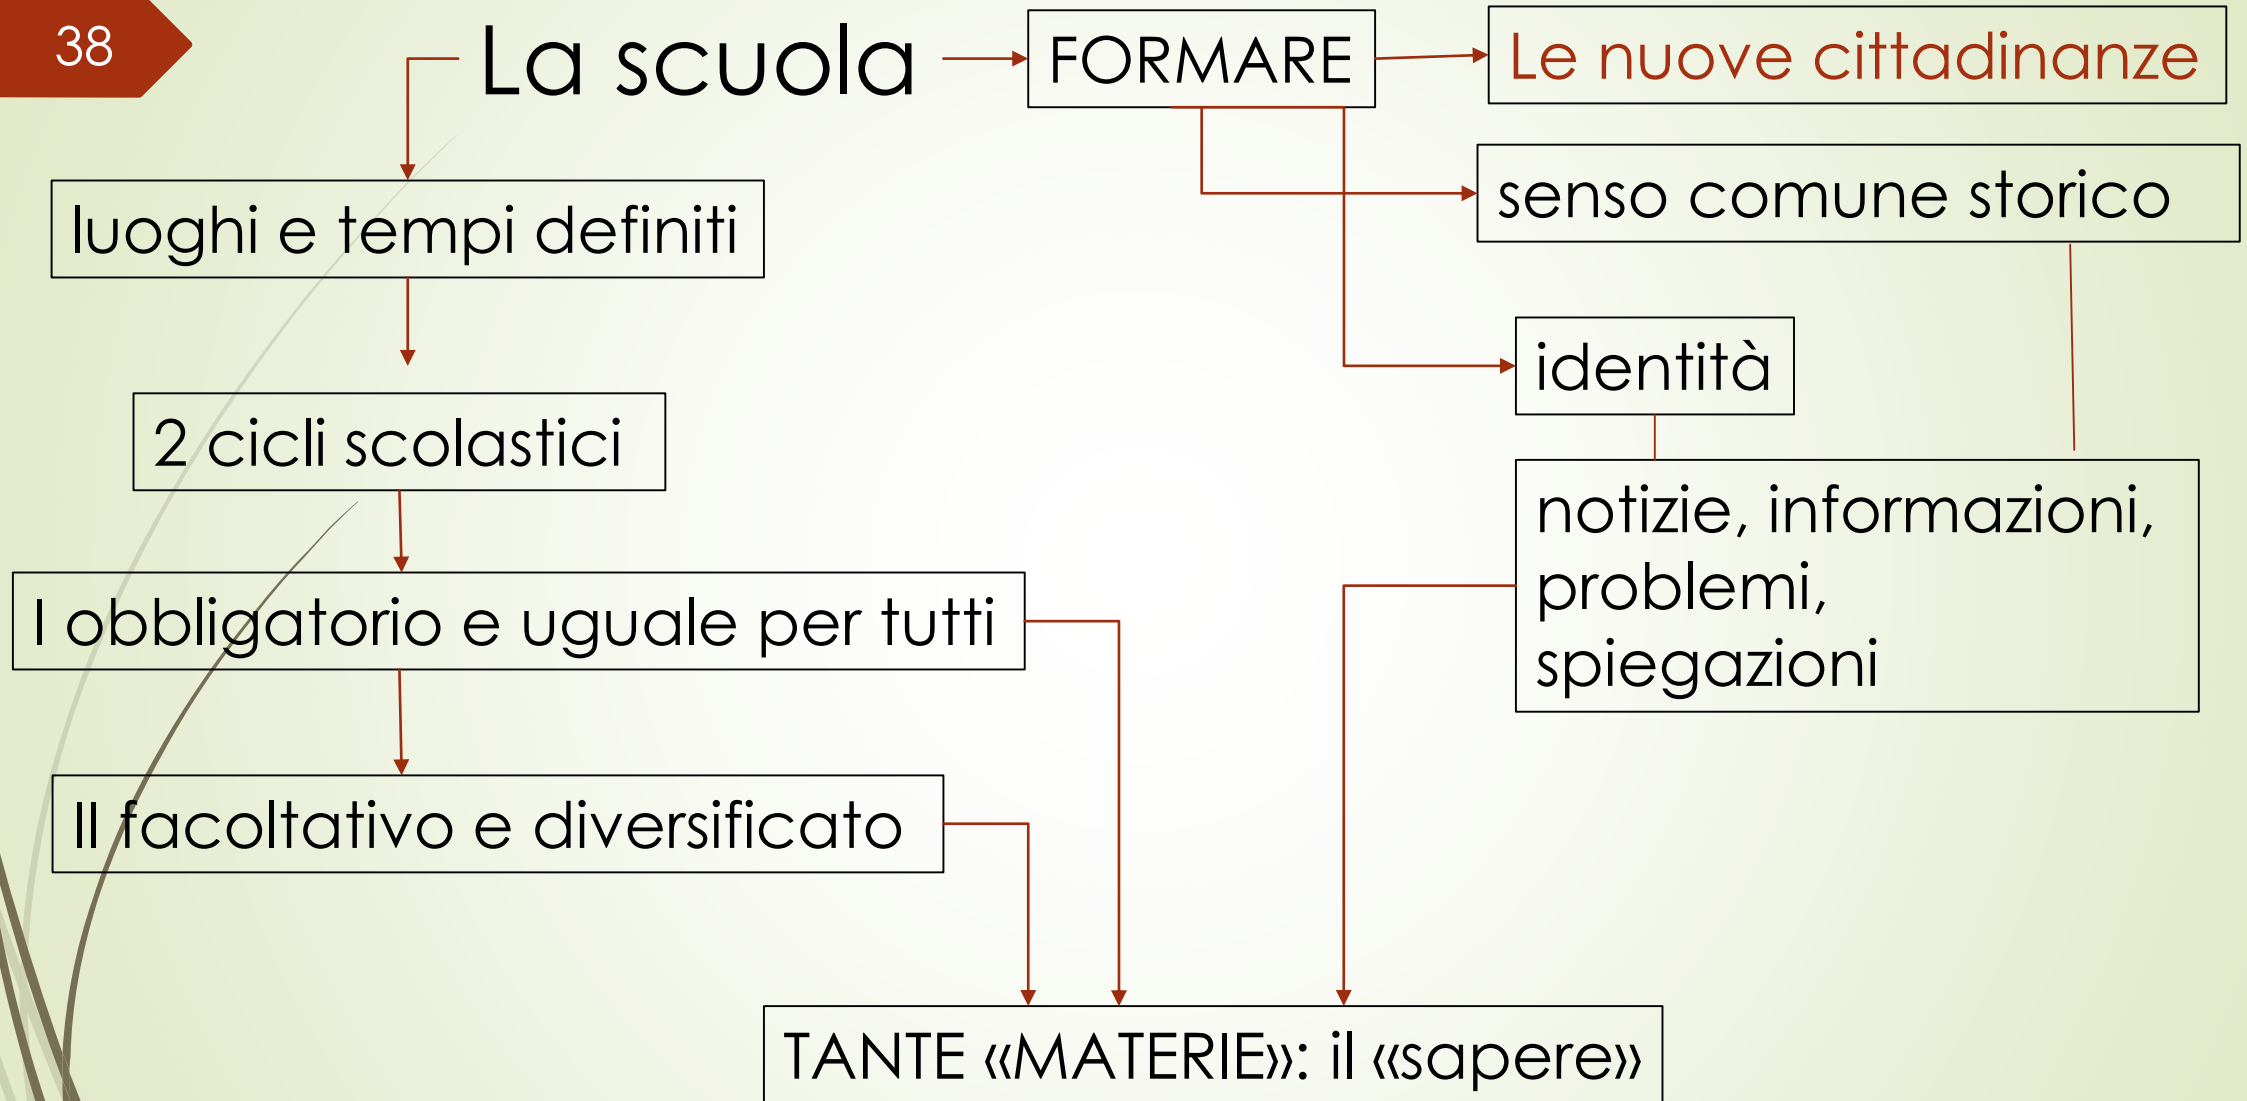 38
La scuola
FORMARE
Le nuove cittadinanze
luoghi e tempi definiti
senso comune storico
identità
2 cicli scolastici
notizie, informazioni,
problemi,
spiegazioni
I obbligatorio e uguale per tutti
II facoltativo e diversificato
TANTE «MATERIE»: il «sapere»